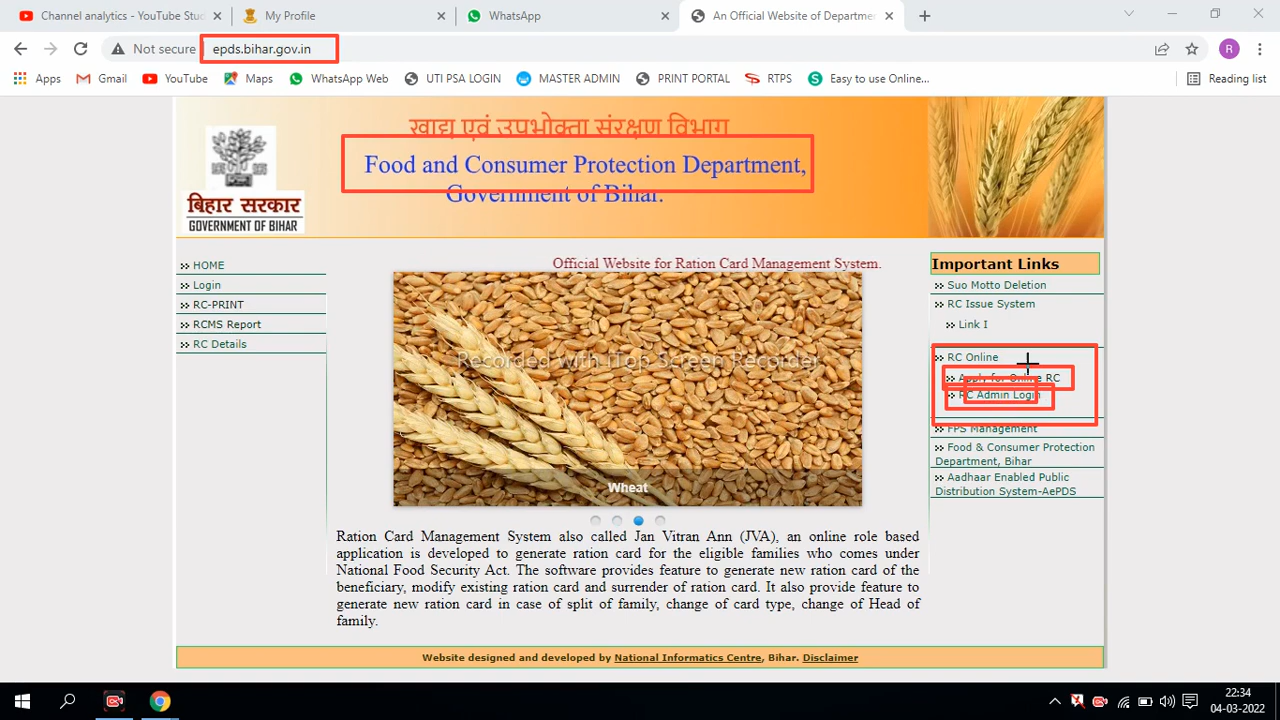 Channel analytics - YouTube Stud
My Profile
WhatsApp
An Official Website of Departme
Not secure
epds.bihar.gov.in
R
Apps
Gmail
YouTube
Maps
WhatsApp Web
UTI PSA LOGIN
MASTER ADMIN
PRINT PORTAL
RTPS
Easy to use Online...
Reading list
खाद्य एवं उपभोक्ता संरक्षण विभाग
Food and Consumer Protection Department,
Government of Bihar.
बिहार सरकार
GOVERNMENT OF BIHAR
HOME
Login
RC-PRINT
RCMS Report
RC Details
Official Website for Ration Card Management System.
Recorded with iTop Screen Recorder
Wheat
Ration Card Management System also called Jan Vitran Ann (JVA), an online role based
application is developed to generate ration card for the eligible families who comes under
National Food Security Act. The software provides feature to generate new ration card of the
beneficiary, modify existing ration card and surrender of ration card. It also provide feature to
generate new ration card in case of split of family, change of card type, change of Head of
family.
Important Links
Suo Motto Deletion
RC Issue System
Link I
RC Online
Apply for Online RC
RC Admin Login
FPS Management
Food & Consumer Protection
Department, Bihar
Aadhaar Enabled Public
Distribution System-AePDS
Website designed and developed by National Informatics Centre, Bihar. Disclaimer
22:34
04-03-2022